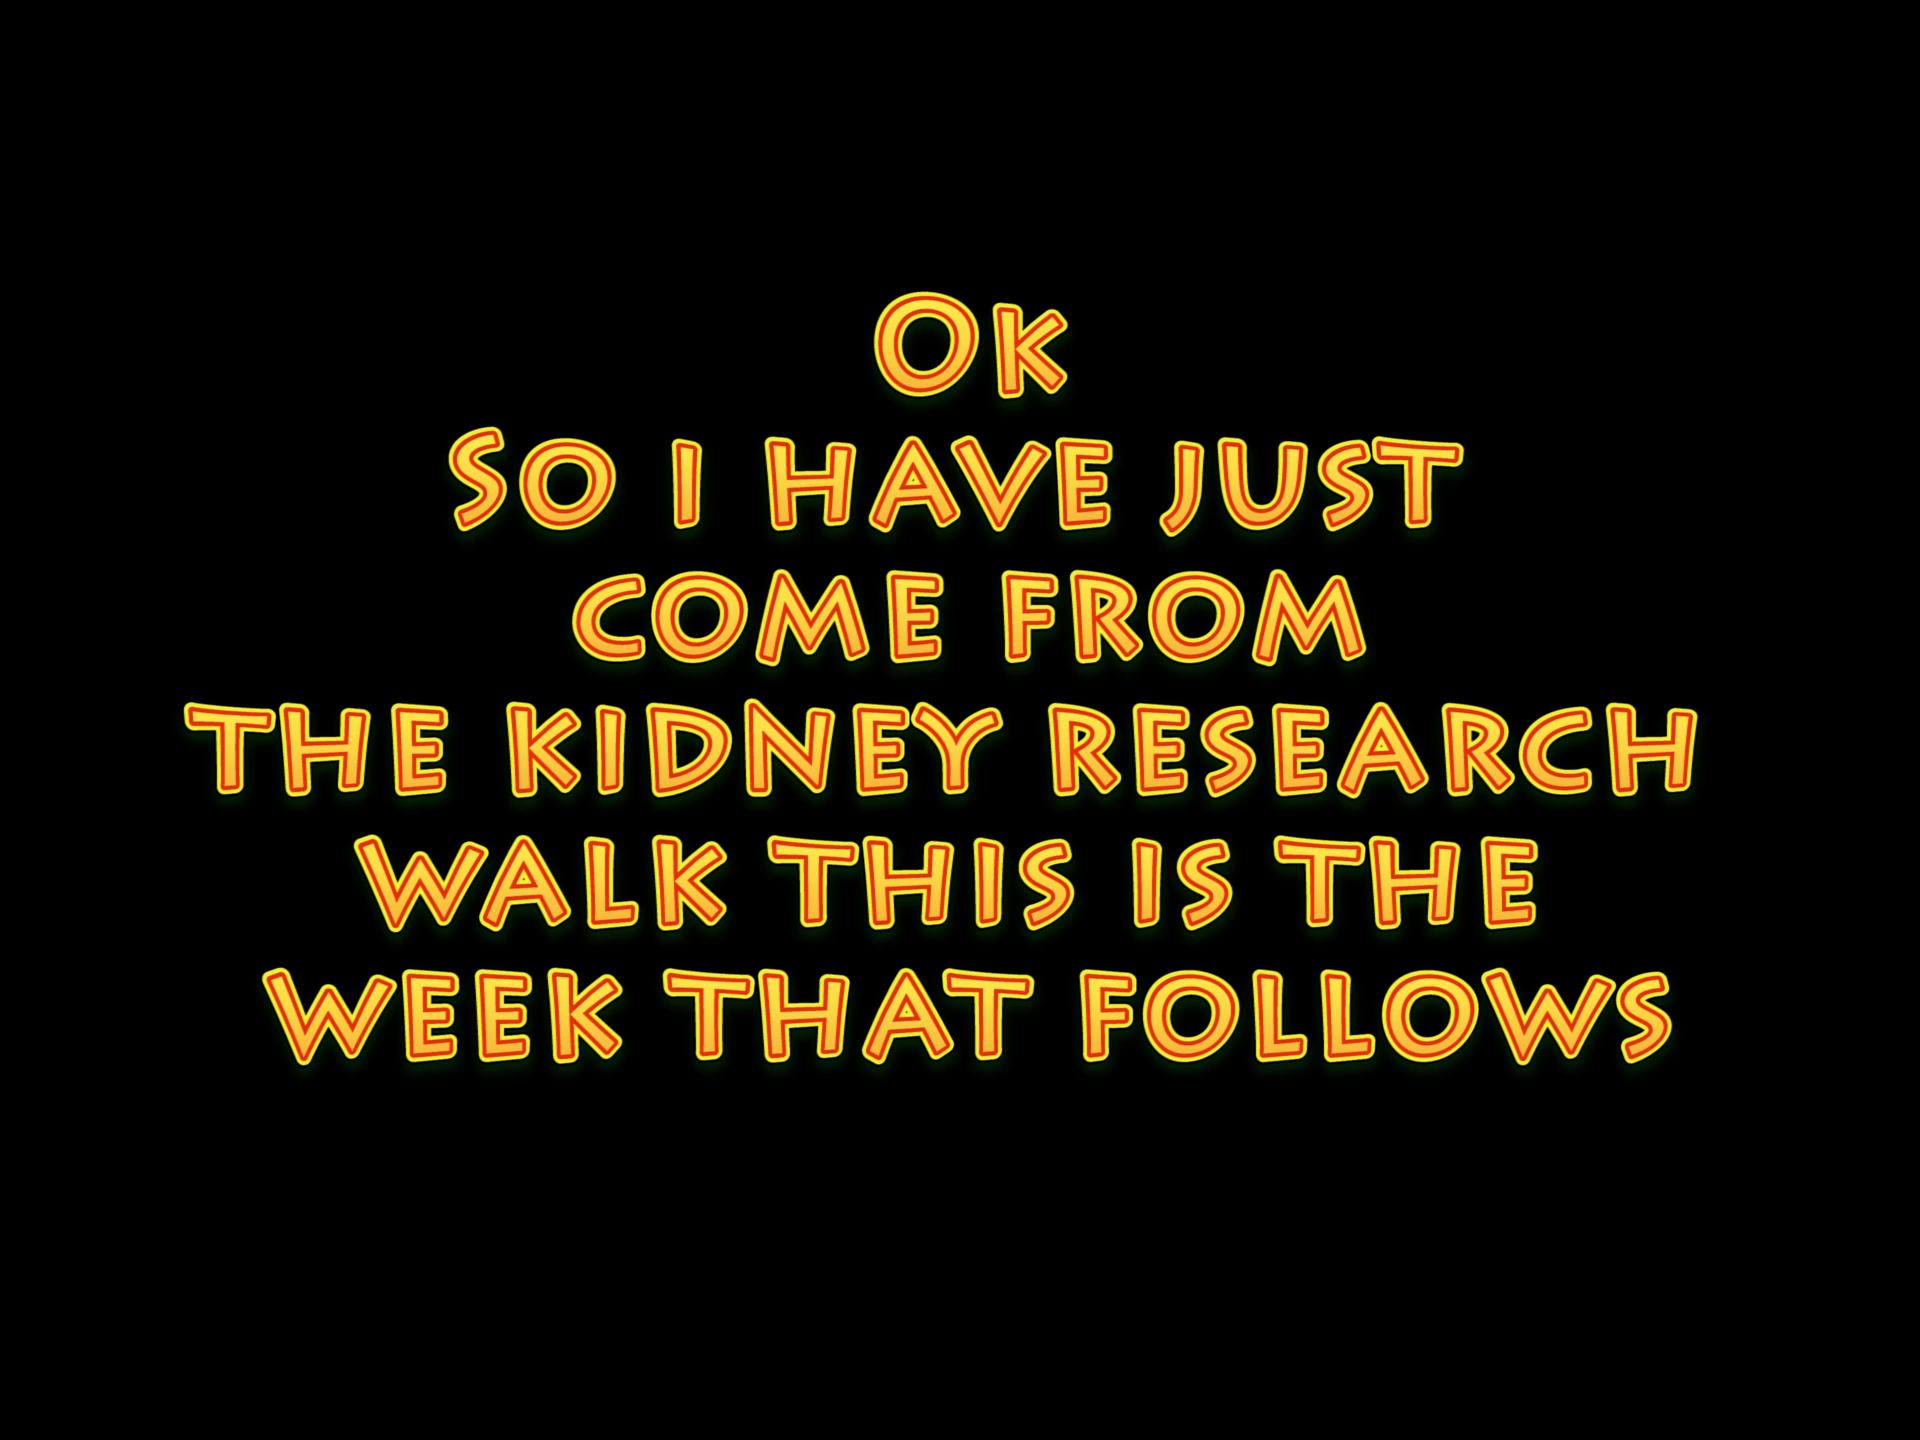 Ok
So i have just
come from
the kidney research
walk this is the
week that follows